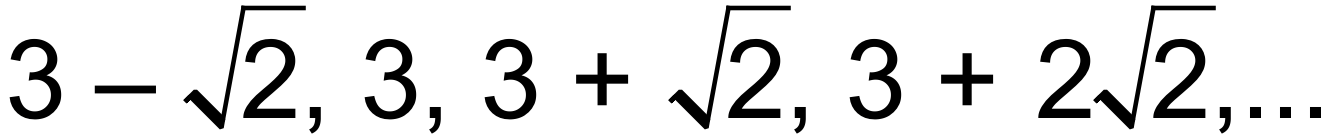 3 − √2, 3, 3 + √2, 3 + 2√2,....